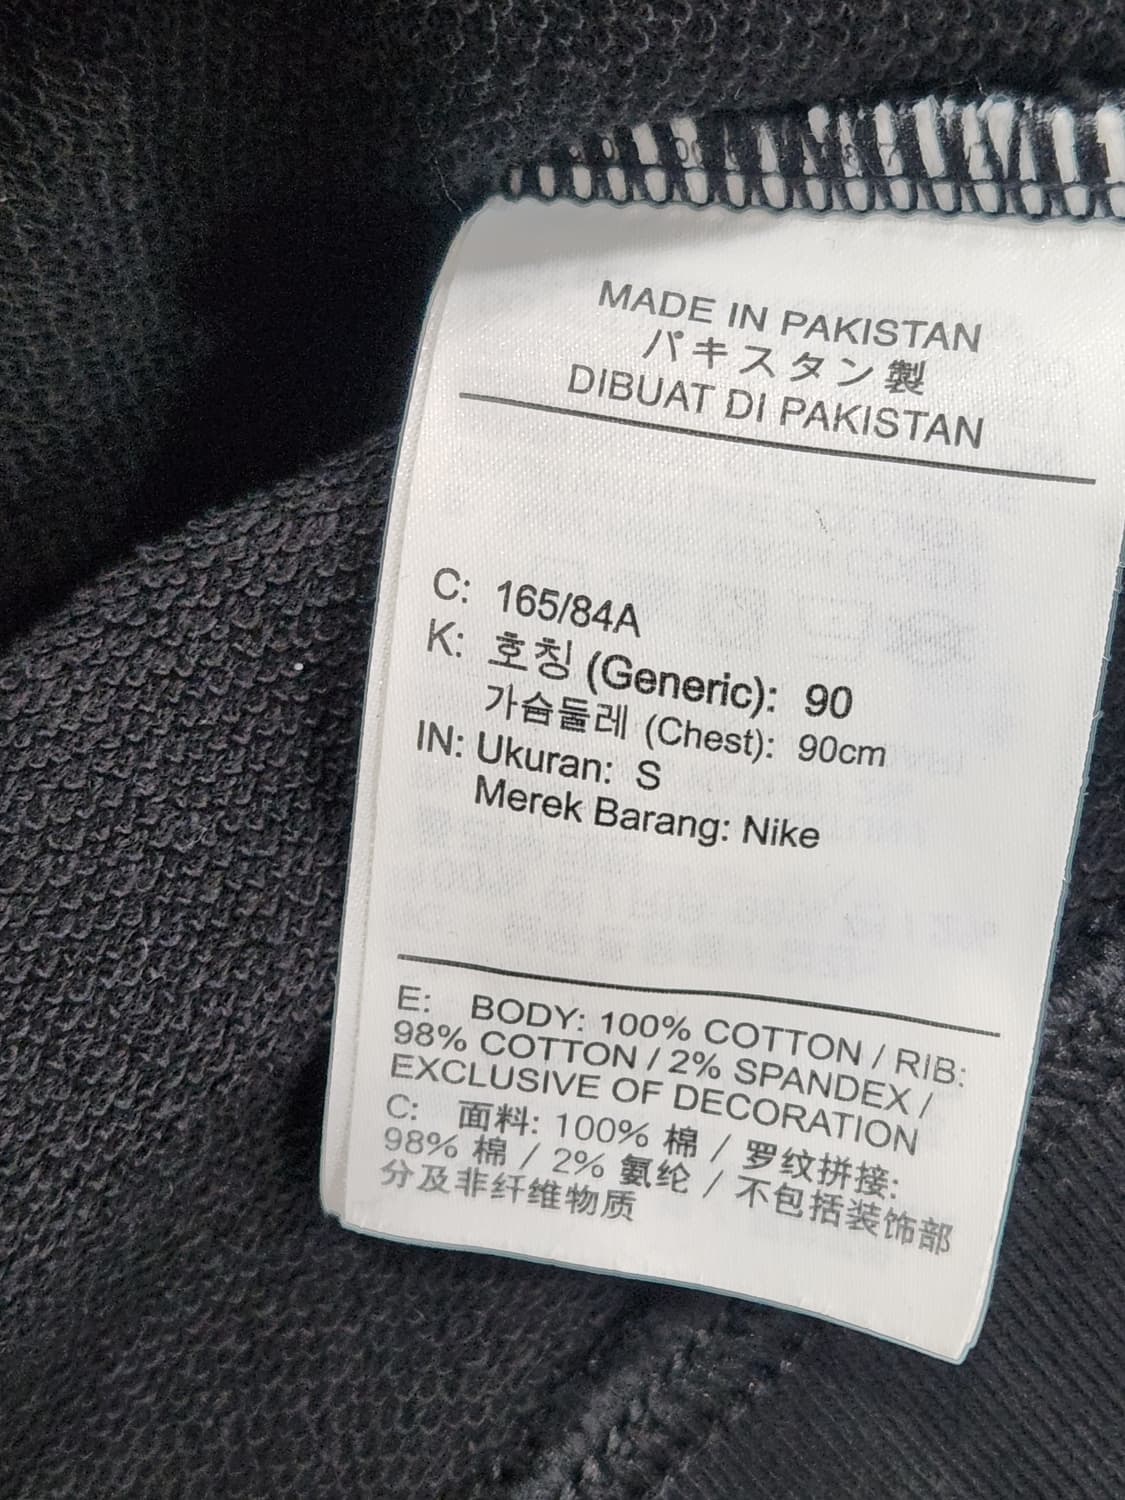 MADE IN PAKISTAN
パキスタン製
DIBUAT DI PAKISTAN
C: 165/84A
K: 호칭 (Generic): 90
가슴둘레 (Chest): 90cm
IN: Ukuran: S
Merek Barang: Nike
E: BODY: 100% COTTON / RIB:
98% COTTON / 2% SPANDEX /
EXCLUSIVE OF DECORATION
C: 面料: 100% 棉 / 罗纹拼接:
98% 棉 / 2% 氨纶 / 不包括装饰部
分及非纤维物质